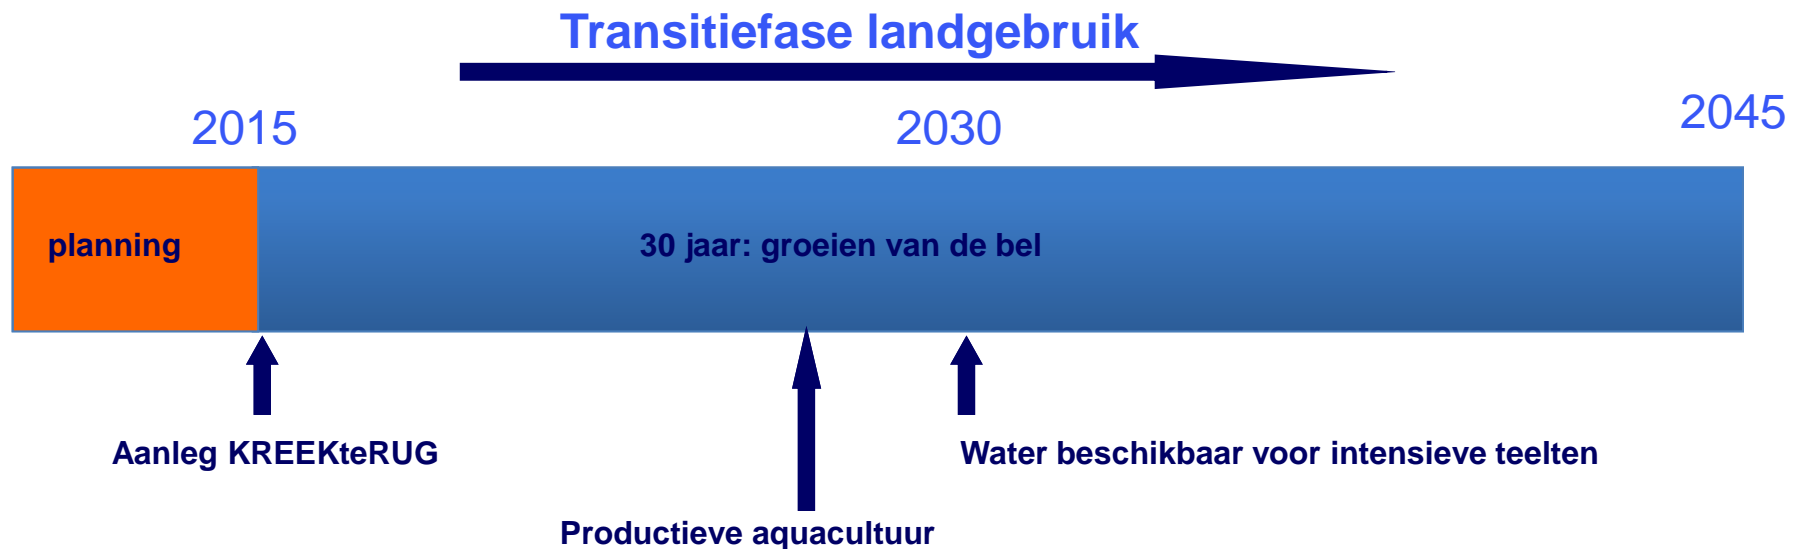 Transitiefase landgebruik
2015
2030
2045
planning
30 jaar: groeien van de bel
Aanleg KREEKteRUG
Water beschikbaar voor intensieve teelten
Productieve aquacultuur